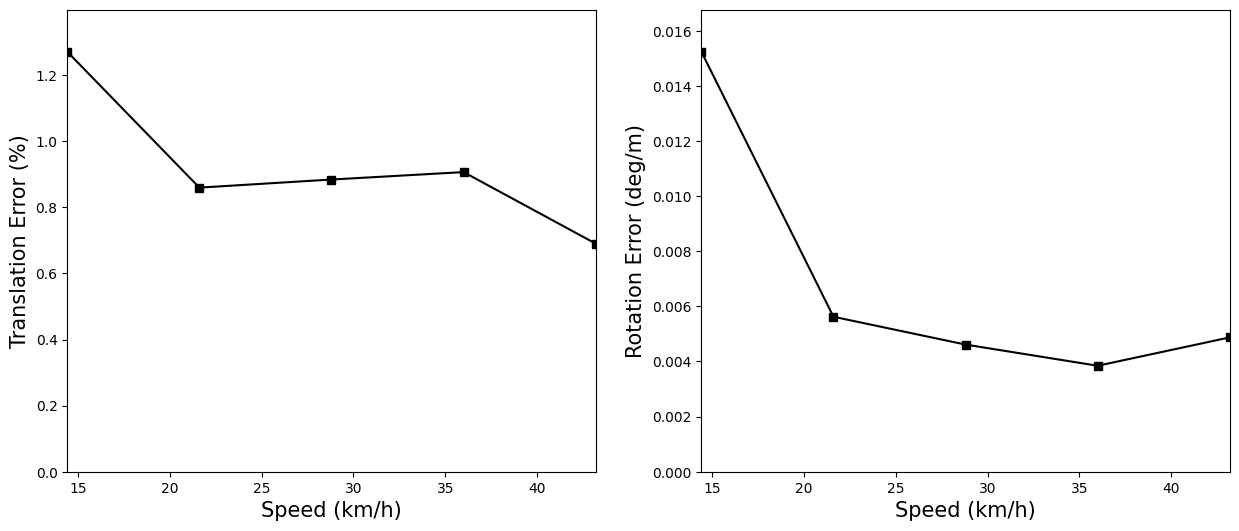 Translation Error (%)
1.2
1.0
0.8
0.6
0.4
0.2
0.0
15 20 25 30 35 40
Speed (km/h)
Rotation Error (deg/m)
0.016
0.014
0.012
0.010
0.008
0.006
0.004
0.002
0.000
15 20 25 30 35 40
Speed (km/h)